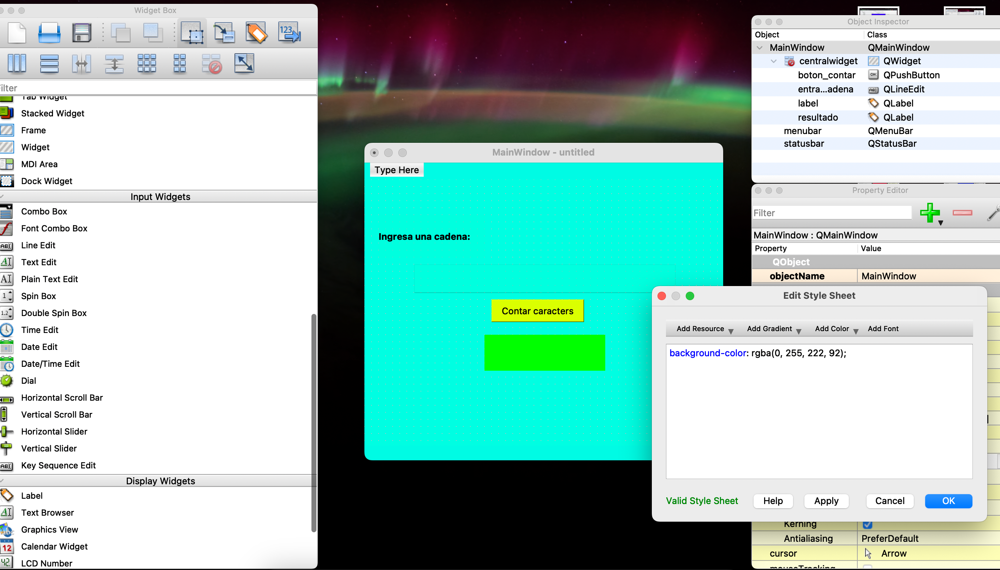 Widget Box
123
Filter
Tab Widget
Stacked Widget
Frame
Widget
MDI Area
Dock Widget
Input Widgets
Combo Box
Font Combo Box
Line Edit
Text Edit
Plain Text Edit
Spin Box
Double Spin Box
Time Edit
Date Edit
Date/Time Edit
Dial
Horizontal Scroll Bar
Vertical Scroll Bar
Horizontal Slider
Vertical Slider
Key Sequence Edit
Display Widgets
Label
Text Browser
Graphics View
Calendar Widget
LCD Number
MainWindow - untitled
Type Here
Ingresa una cadena:
Contar caracters
Object Inspector
Object Class
MainWindow QMainWindow
centralwidget QWidget
boton_contar QPushButton
entra...adena QLineEdit
label QLabel
resultado QLabel
menubar QMenuBar
statusbar QStatusBar
Property Editor
Filter
MainWindow : QMainWindow
Property Value
QObject
objectName MainWindow
Edit Style Sheet
Add Resource Add Gradient Add Color Add Font
background-color: rgba(0, 255, 222, 92);
Valid Style Sheet Help Apply Cancel OK
Kerning
Antialiasing PreferDefault
cursor Arrow
mouseTracking